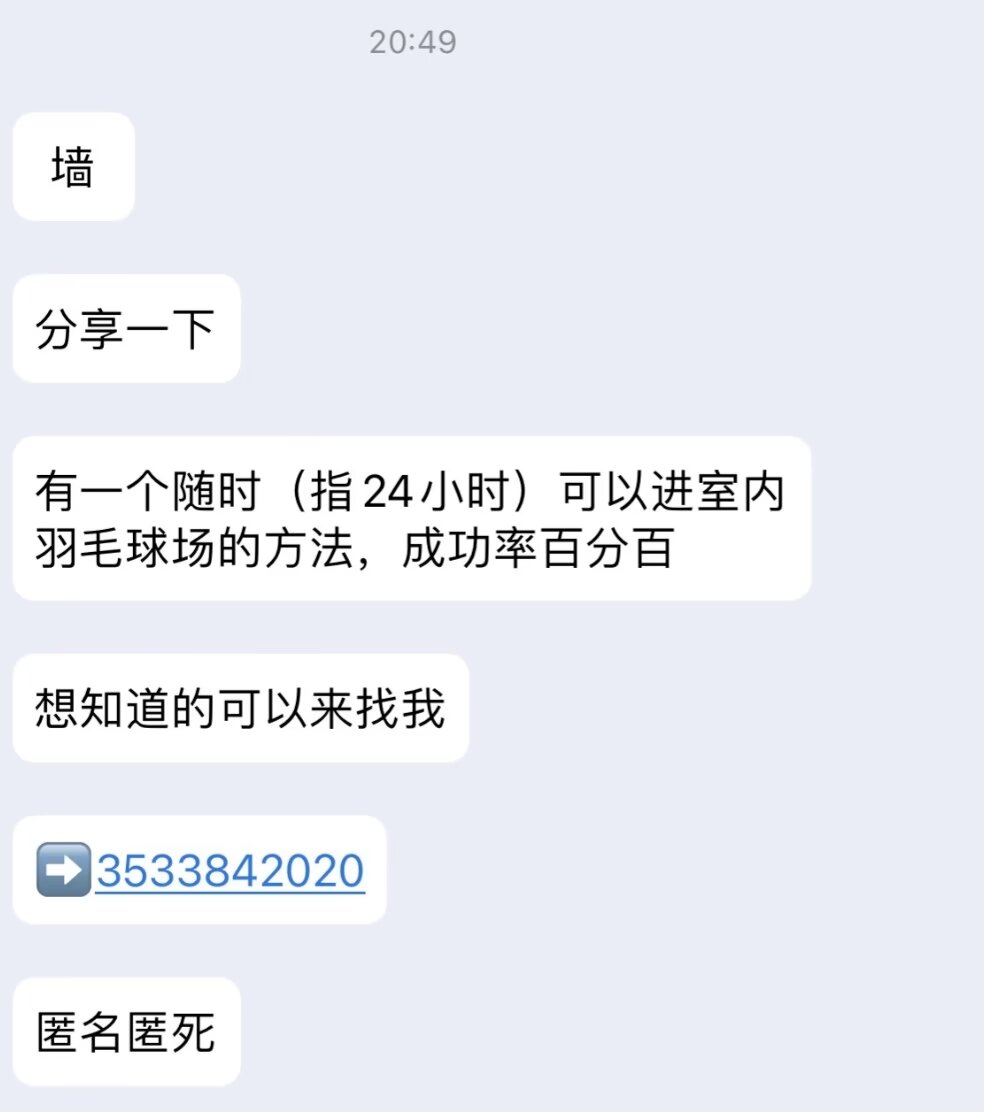 20:49
墙
分享一下
有一个随时（指24小时）可以进室内
羽毛球场的方法，成功率百分百
想知道的可以来找我
➡️3533842020
匿名匿死